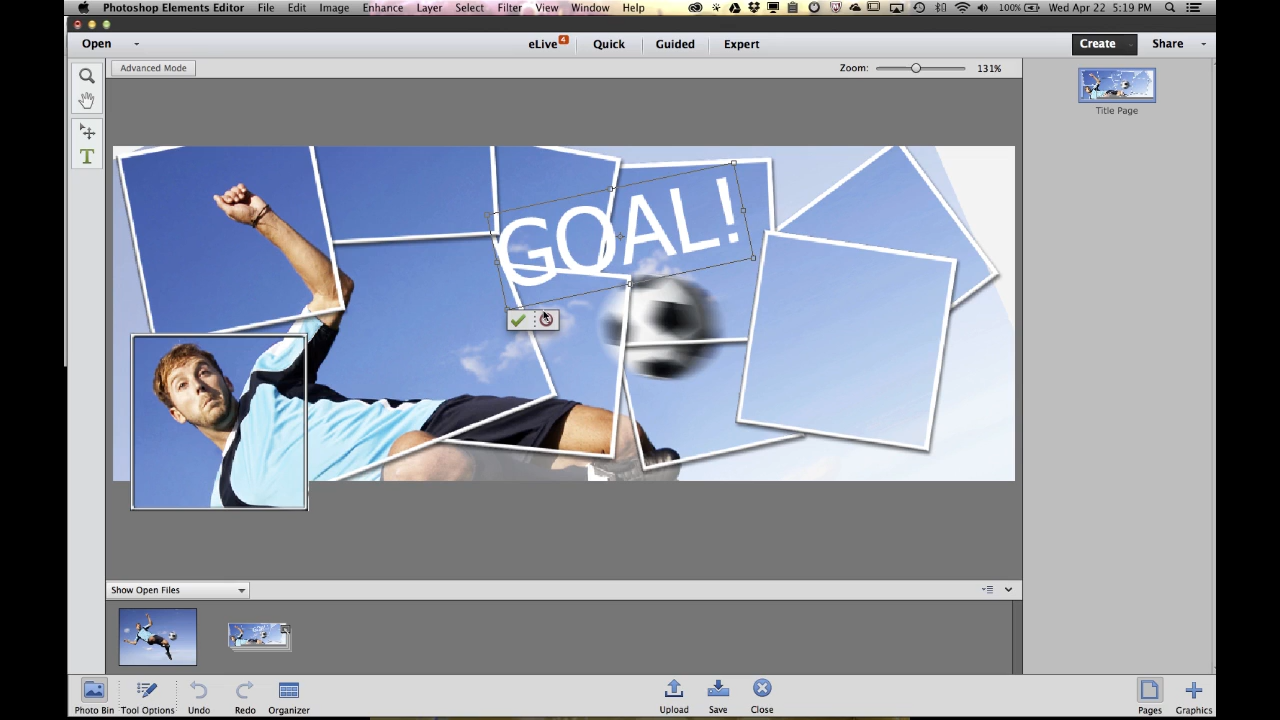 Photoshop Elements Editor File Edit Image Enhance Layer Select Filter View Window Help 100% Wed Apr 22 5:19 PM
Open eLive 4 Quick Guided Expert Create Share
Advanced Mode Zoom: 131%
Title Page
GOAL!
Show Open Files
Photo Bin Tool Options Undo Redo Organizer Upload Save Close Pages Graphics